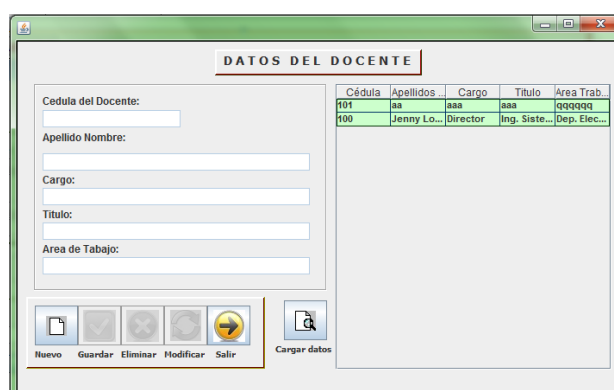 DATOS DEL DOCENTE
Cedula del Docente:
Apellido Nombre:
Cargo:
Titulo:
Area de Tabajo:
Nuevo Guardar Eliminar Modificar Salir
Cargar datos
Cédula Apellidos ... Cargo Titulo Area Trab...
101 aa aaa aaa qqqqqq
100 Jenny Lo... Director Ing. Siste... Dep. Elec...